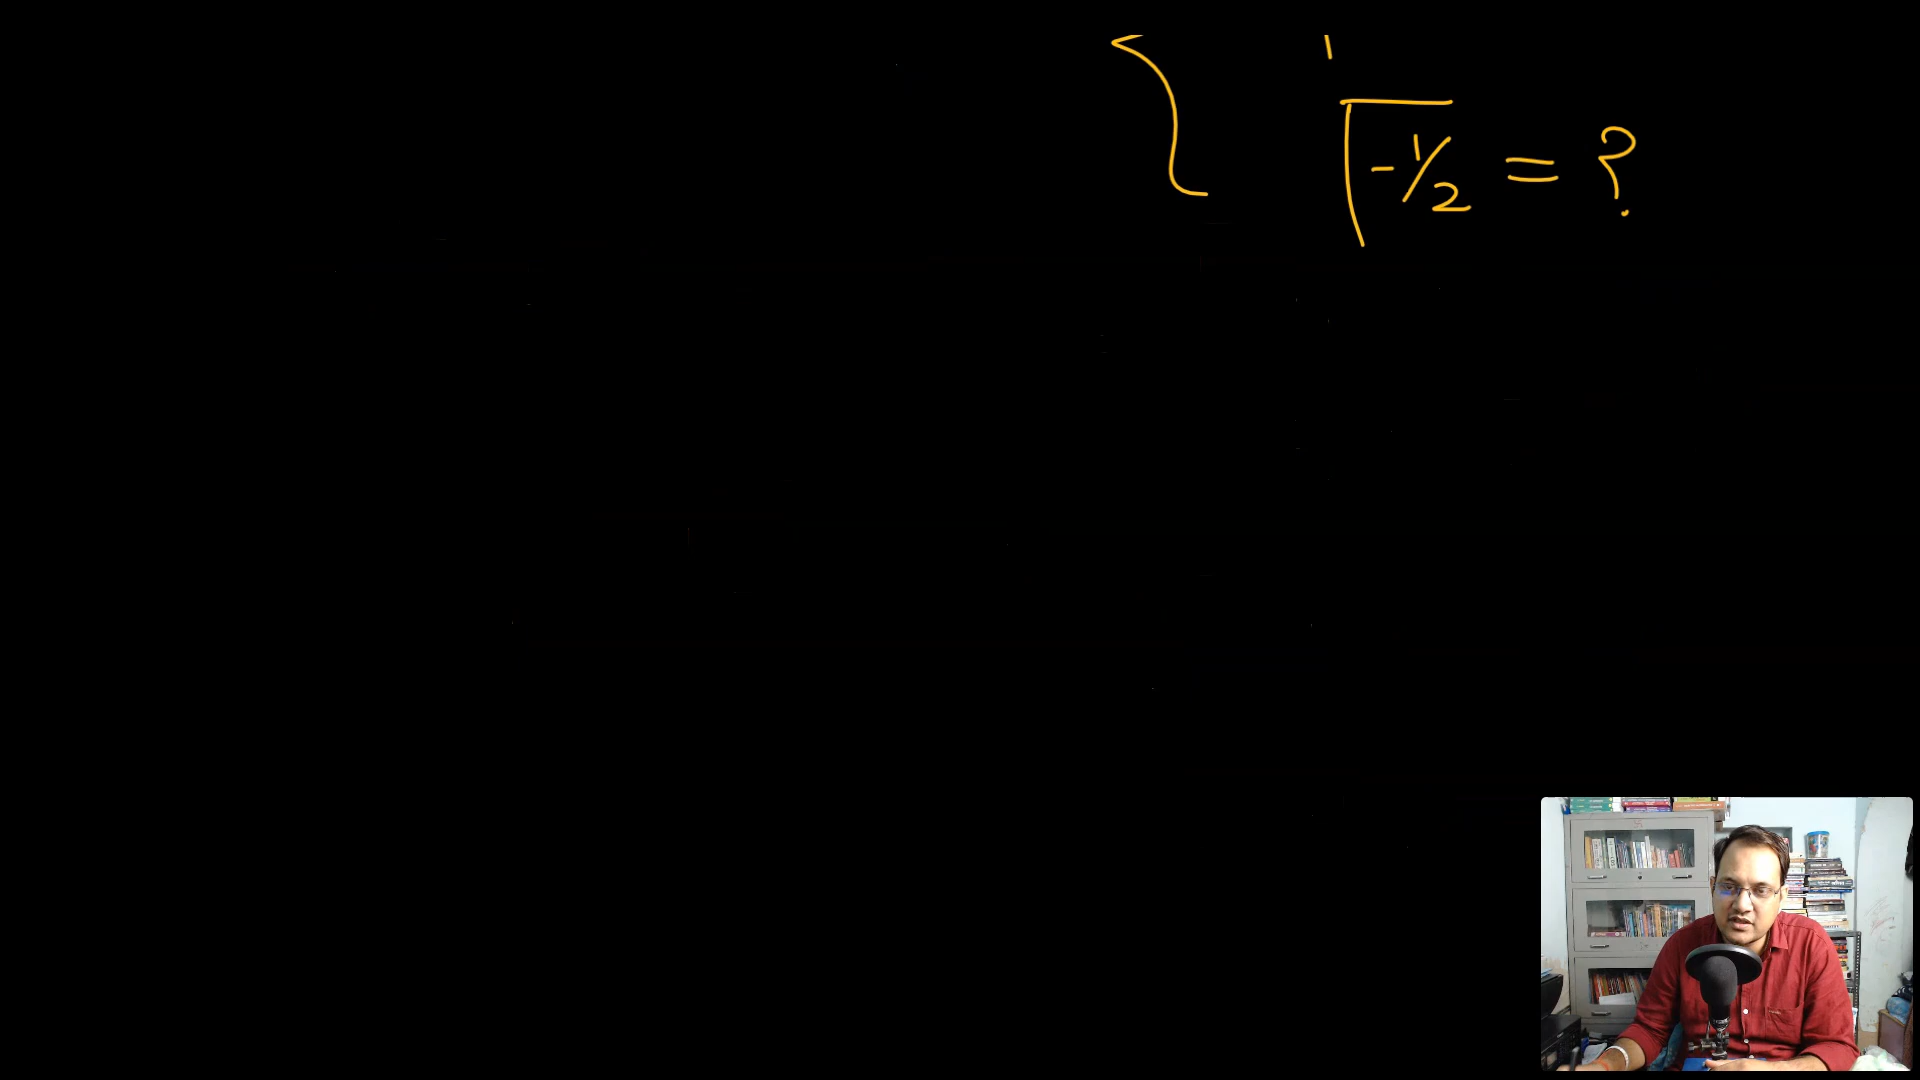 Γ-1/2 = ?